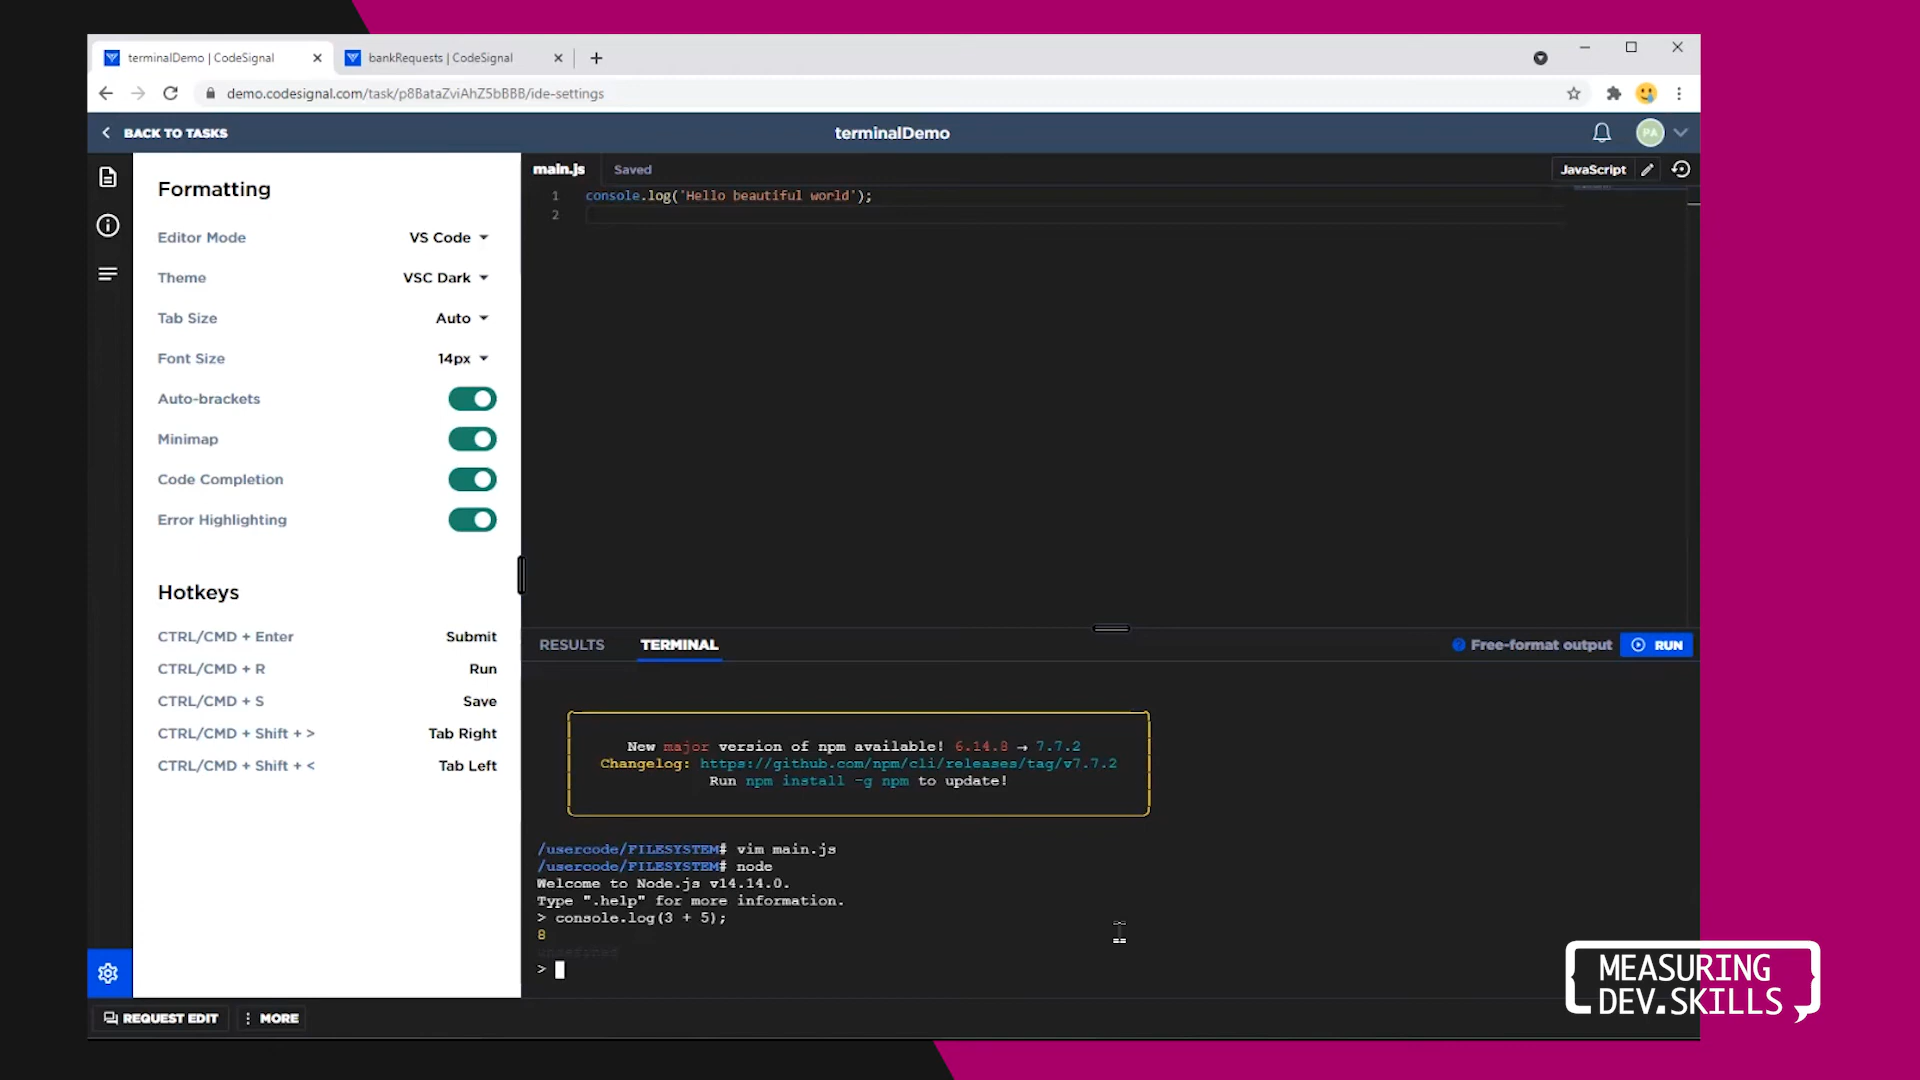 terminalDemo | CodeSignal
bankRequests | CodeSignal
demo.codesignal.com/task/p8BataZviAhZ5bBBB/ide-settings
BACK TO TASKS
terminalDemo
PA
Formatting
Editor Mode VS Code
Theme VSC Dark
Tab Size Auto
Font Size 14px
Auto-brackets
Minimap
Code Completion
Error Highlighting
Hotkeys
CTRL/CMD + Enter Submit
CTRL/CMD + R Run
CTRL/CMD + S Save
CTRL/CMD + Shift + > Tab Right
CTRL/CMD + Shift + < Tab Left
main.js Saved
JavaScript
1 console.log('Hello beautiful world');
2
RESULTS TERMINAL
Free-format output RUN
New major version of npm available! 6.14.8 → 7.7.2
Changelog: https://github.com/npm/cli/releases/tag/v7.7.2
Run npm install -g npm to update!
/usercode/FILESYSTEM# vim main.js
/usercode/FILESYSTEM# node
Welcome to Node.js v14.14.0.
Type ".help" for more information.
> console.log(3 + 5);
8
undefined
>
REQUEST EDIT MORE
MEASURING
DEV.SKILLS